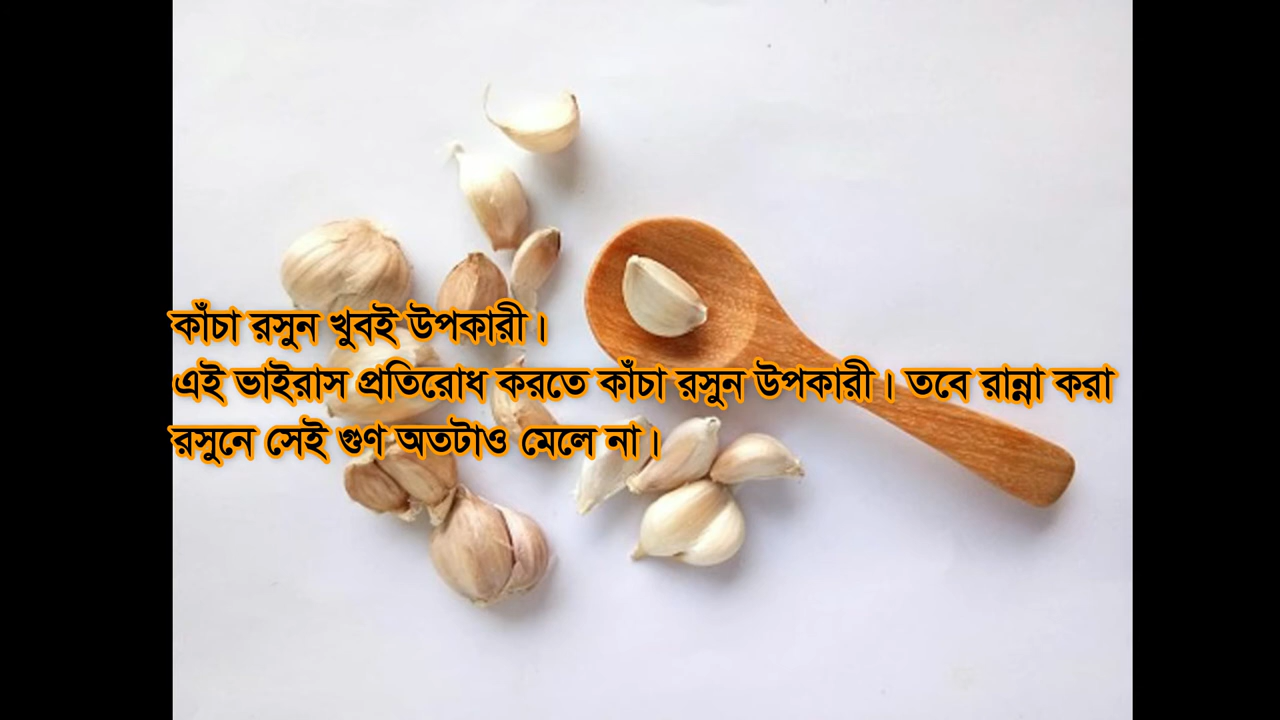 কাঁচা রসুন খুবই উপকারী।
এই ভাইরাস প্রতিরোধ করতে কাঁচা রসুন উপকারী। তবে রান্না করা
রসুনে সেই গুণ অতটাও মেলে না।